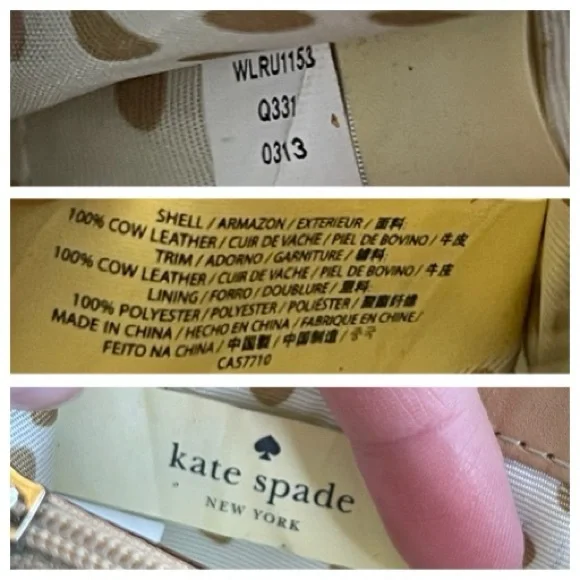 WLRU1153
Q331
0313
SHELL / ARMAZON / EXTERIEUR / 面料:
100% COW LEATHER / CUIR DE VACHE / PIEL DE BOVINO / 牛皮
TRIM / ADORNO / GARNITURE / 辅料:
100% COW LEATHER / CUIR DE VACHE / PIEL DE BOVINO / 牛皮
LINING / FORRO / DOUBLURE / 里料:
100% POLYESTER / POLYESTER / POLIÉSTER / 聚酯纤维
MADE IN CHINA / HECHO EN CHINA / FABRIQUE EN CHINE /
FEITO NA CHINA / 中国製 / 中国制造 / 중국
CA57710
kate spade
NEW YORK